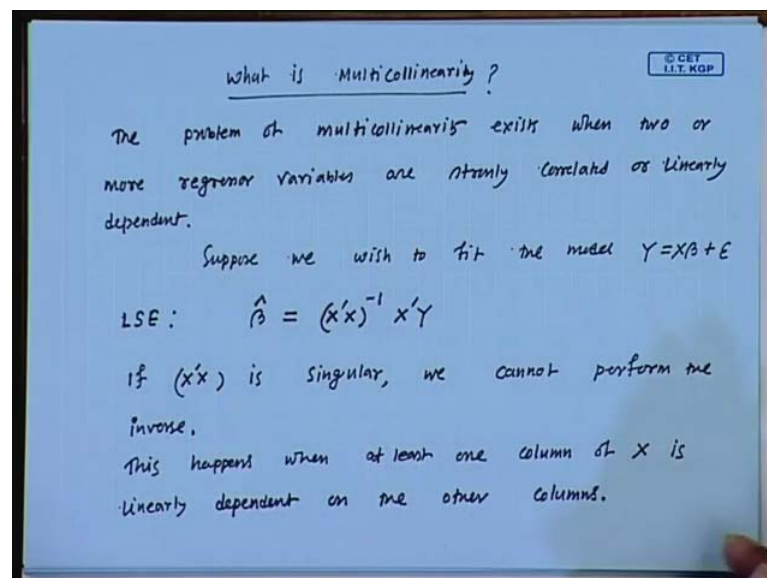 What is Multicollinearity?
© CET
I.I.T. KGP
The problem of multicollinearity exists when two or
more regressor variables are strongly correlated or linearly
dependent.
Suppose we wish to fit the model Y=Xβ+ε
LSE: β̂ = (X'X)⁻¹ X'Y
If (X'X) is singular, we cannot perform the
inverse.
This happens when at least one column of X is
linearly dependent on the other columns.